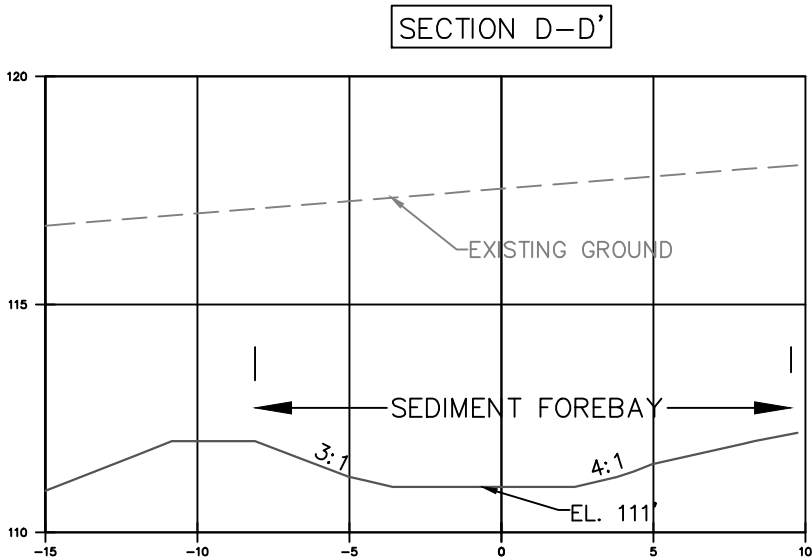 SECTION D-D'
120
EXISTING GROUND
115
SEDIMENT FOREBAY
3:1
4:1
EL. 111'
110
-15
-10
-5
0
5
10